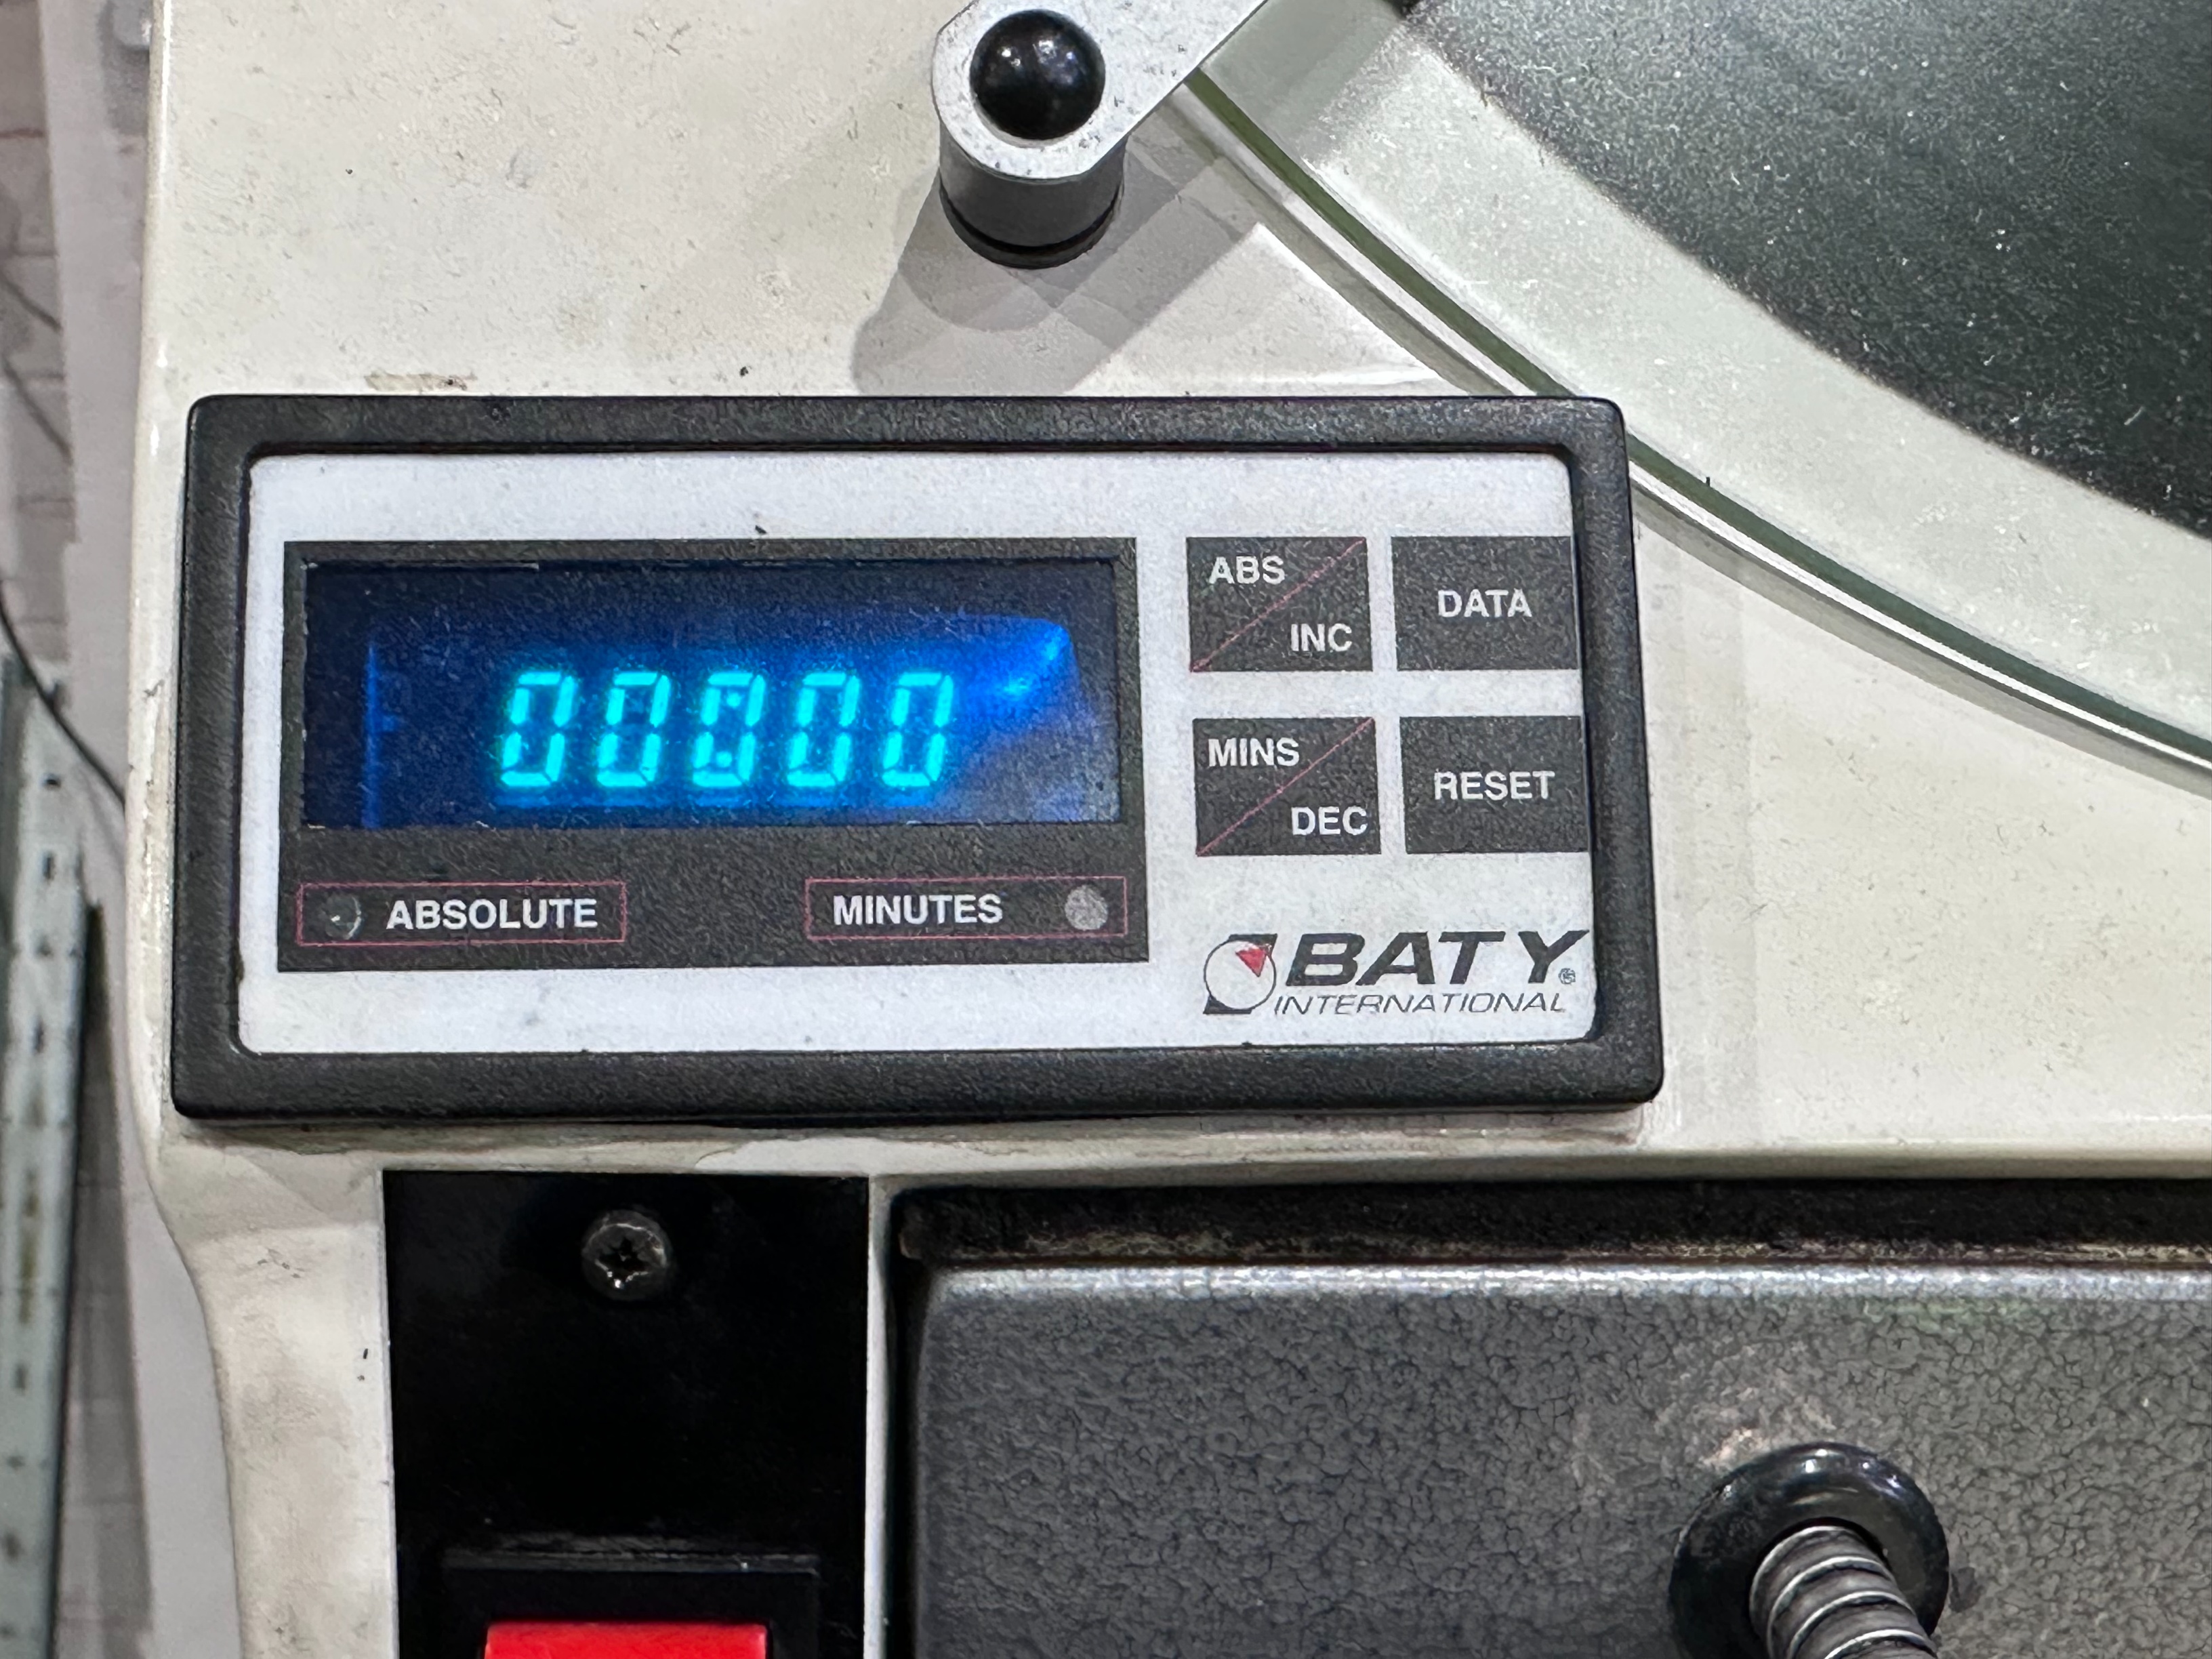 00000
ABS
INC
DATA
MINS
DEC
RESET
ABSOLUTE
MINUTES
BATY®
INTERNATIONAL